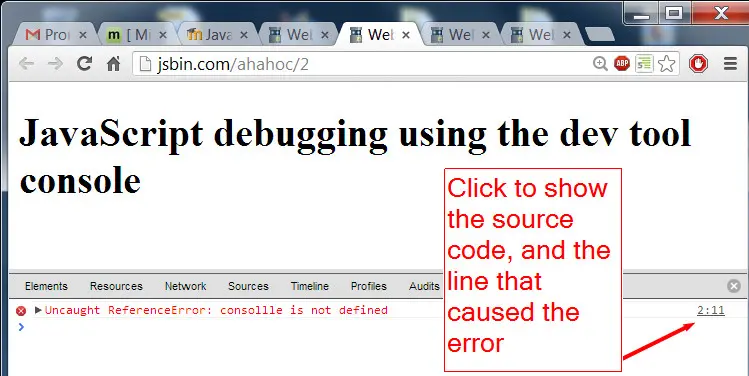 Pro
[ Mi
Java
Wel
Wel
Wel
Wel
jsbin.com/ahahoc/2
ABP
JavaScript debugging using the dev tool
console
Click to show
the source
code, and the
line that
caused the
error
Elements Resources Network Sources Timeline Profiles Audits
Uncaught ReferenceError: consollle is not defined 2:11